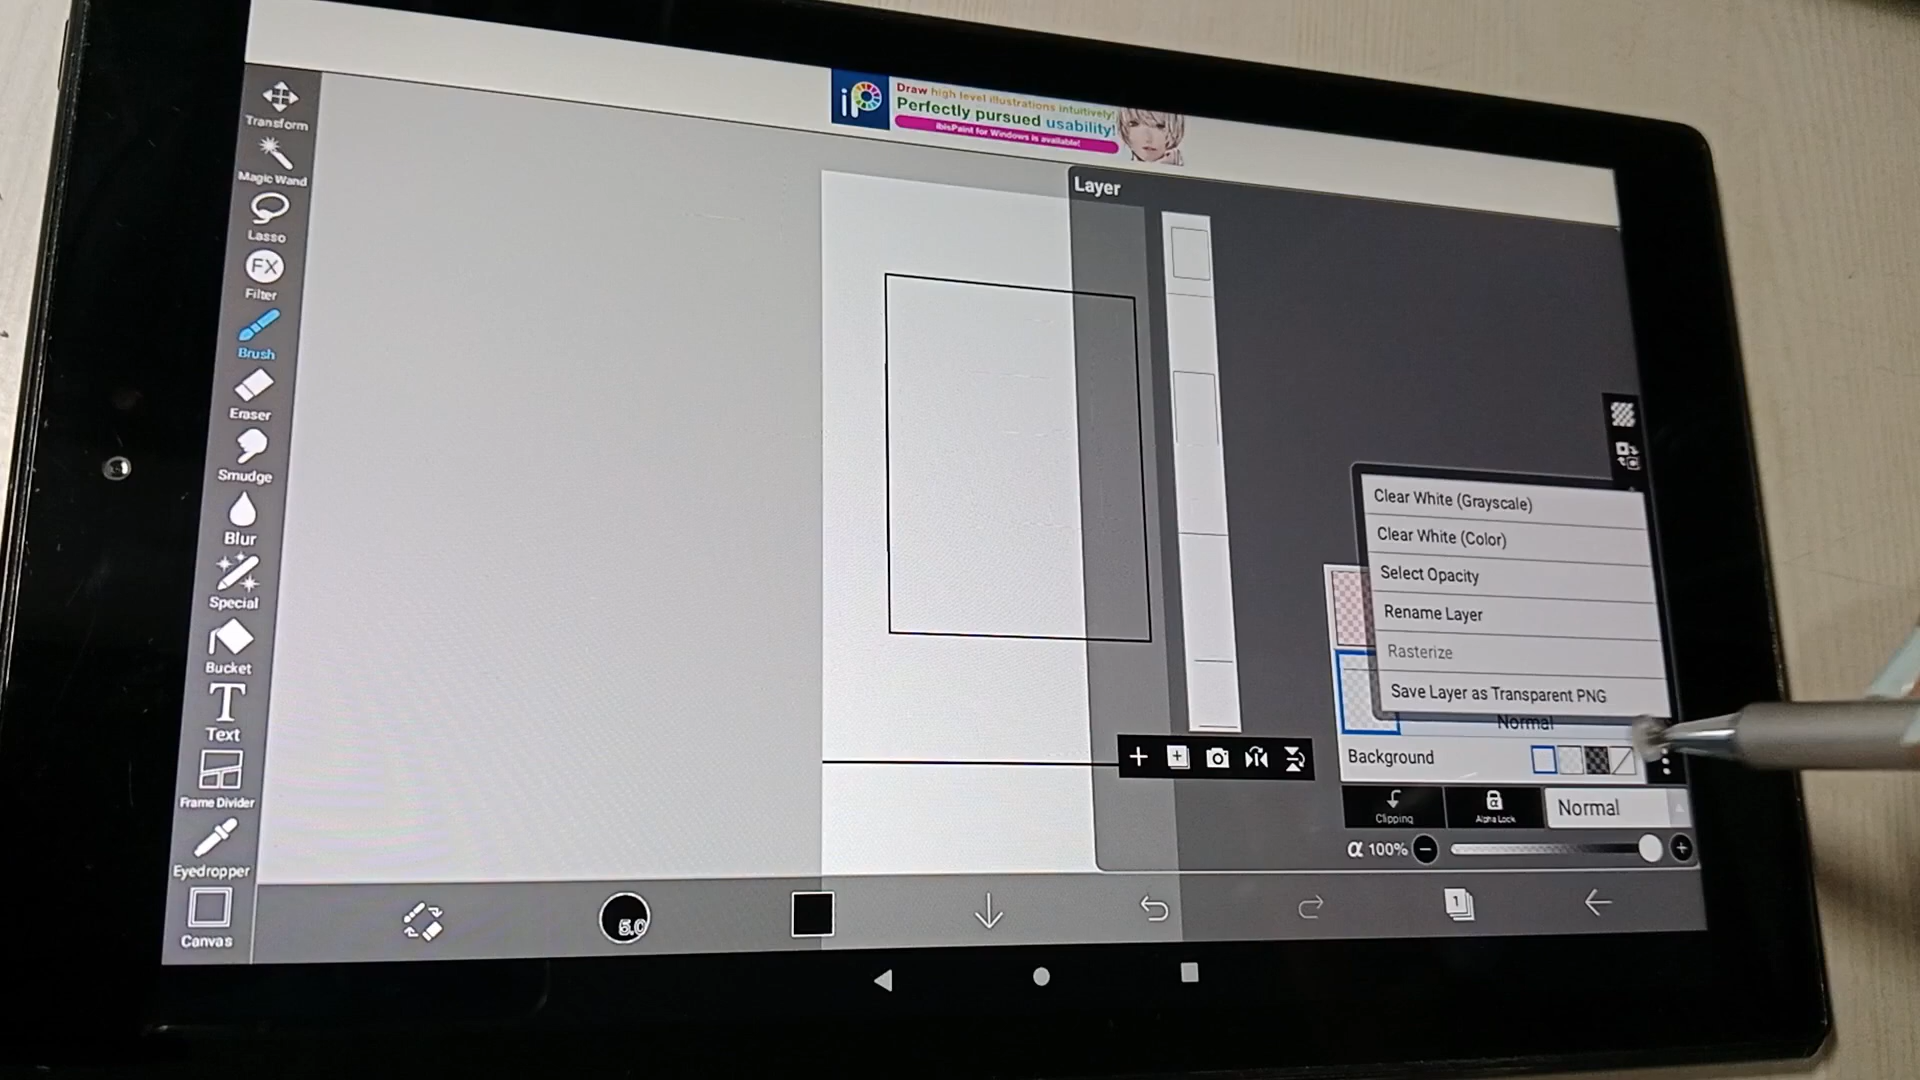 Transform
Magic Wand
Lasso
FX
Filter
Brush
Eraser
Smudge
Blur
Special
Bucket
T
Text
Frame Divider
Eyedropper
Canvas
iP
Draw high level illustrations intuitively!
Perfectly pursued usability!
ibisPaint for Windows is available!
Layer
Clear White (Grayscale)
Clear White (Color)
Select Opacity
Rename Layer
Rasterize
Save Layer as Transparent PNG
Normal
Background
Clipping
Alpha Lock
Normal
α 100%
5.0
1